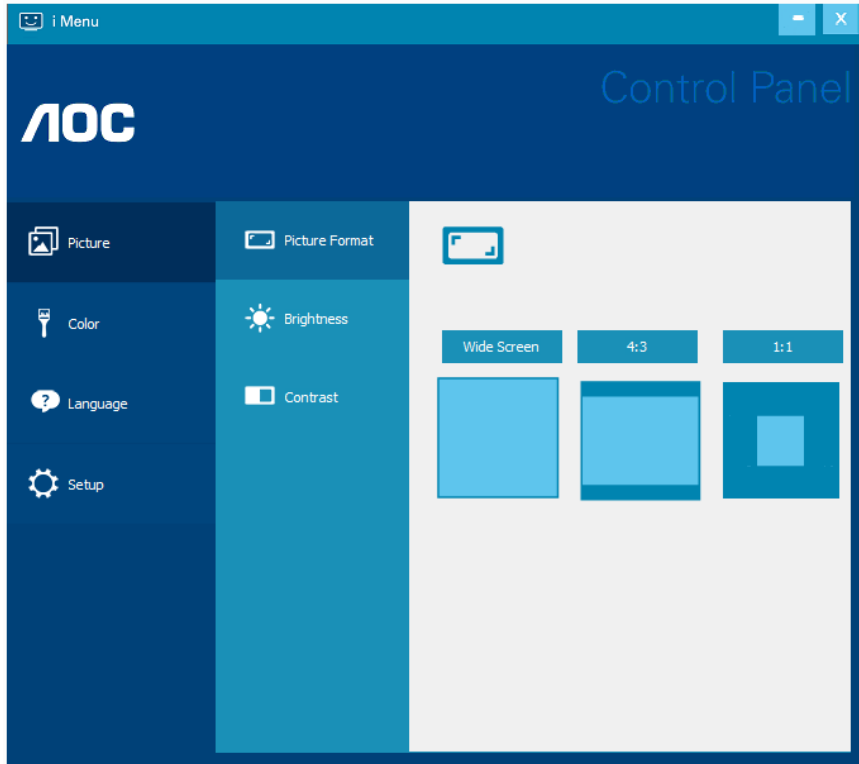 i Menu
- X
Control Panel
AOC
Picture
Color
Language
Setup
Picture Format
Brightness
Contrast
Wide Screen 4:3 1:1